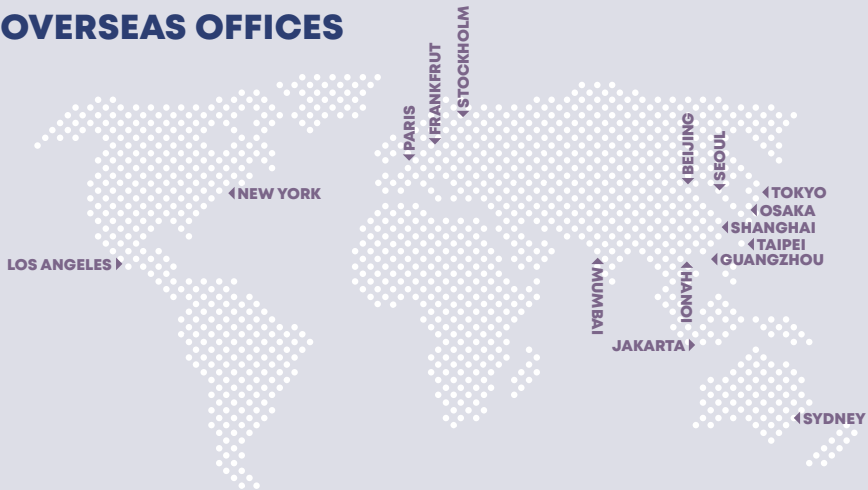 OVERSEAS OFFICES
STOCKHOLM
FRANKFRUT
PARIS
BEIJING
SEOUL
NEW YORK
TOKYO
OSAKA
SHANGHAI
TAIPEI
GUANGZHOU
LOS ANGELES
MUMBAI
HANOI
JAKARTA
SYDNEY